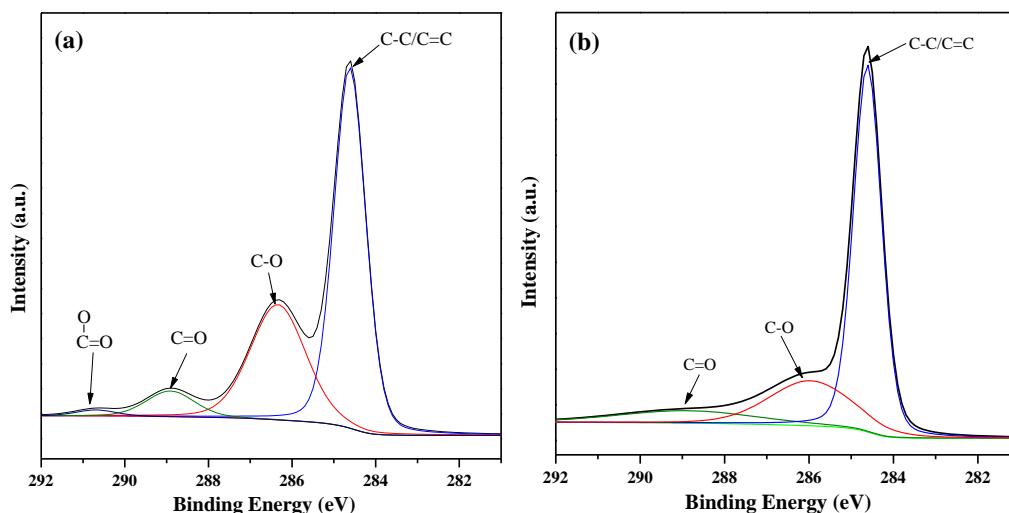 (a)
C-C/C=C
C-O
O
C=O
C=O
Intensity (a.u.)
292 290 288 286 284 282
Binding Energy (eV)
(b)
C-C/C=C
C-O
C=O
Intensity (a.u.)
292 290 288 286 284 282
Binding Energy (eV)